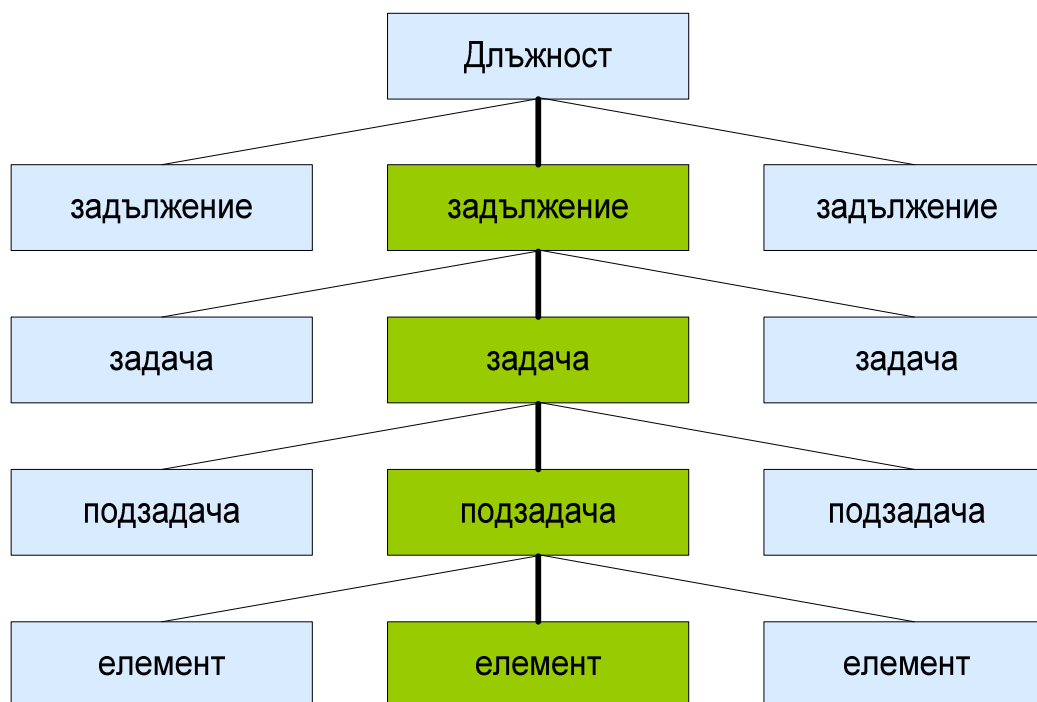 Длъжност
задължение
задължение
задължение
задача
задача
задача
подзадача
подзадача
подзадача
елемент
елемент
елемент